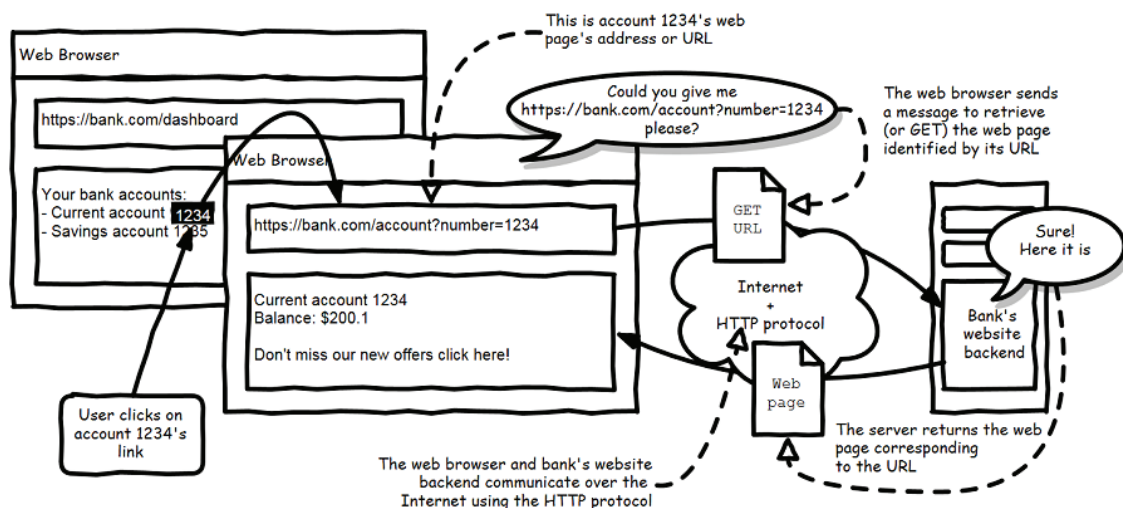 This is account 1234's web
page's address or URL
Web Browser
https://bank.com/dashboard
Your bank accounts:
- Current account 1234
- Savings account 1235
User clicks on
account 1234's
link
Web Browser
https://bank.com/account?number=1234
Current account 1234
Balance: $200.1
Don't miss our new offers click here!
Could you give me
https://bank.com/account?number=1234
please?
The web browser sends
a message to retrieve
(or GET) the web page
identified by its URL
GET
URL
Internet
+
HTTP protocol
Sure!
Here it is
Bank's
website
backend
Web
page
The server returns the web
page corresponding
to the URL
The web browser and bank's website
backend communicate over the
Internet using the HTTP protocol